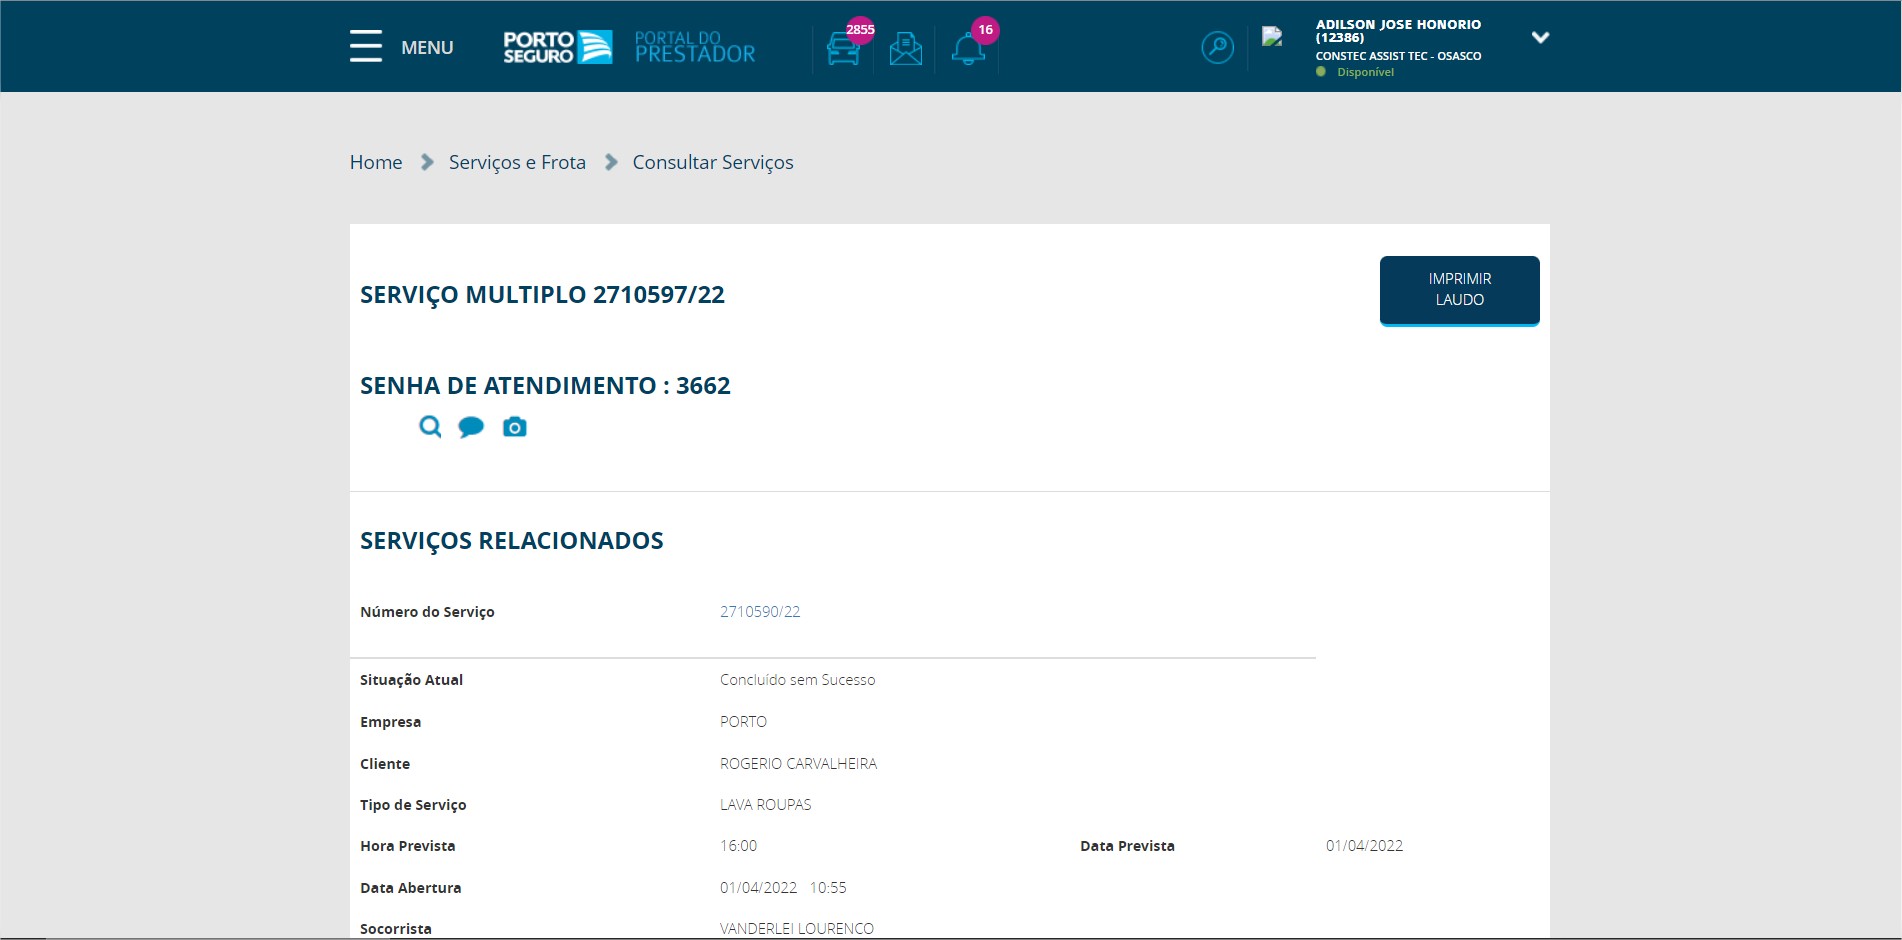 MENU
PORTO
SEGURO
PORTAL DO
PRESTADOR
2855
16
ADILSON JOSE HONORIO
(12386)
CONSTEC ASSIST TEC - OSASCO
Disponível
Home
Serviços e Frota
Consultar Serviços
SERVIÇO MULTIPLO 2710597/22
IMPRIMIR
LAUDO
SENHA DE ATENDIMENTO : 3662
SERVIÇOS RELACIONADOS
Número do Serviço 2710590/22
Situação Atual Concluído sem Sucesso
Empresa PORTO
Cliente ROGERIO CARVALHEIRA
Tipo de Serviço LAVA ROUPAS
Hora Prevista 16:00 Data Prevista 01/04/2022
Data Abertura 01/04/2022 10:55
Socorrista VANDERLEI LOURENCO